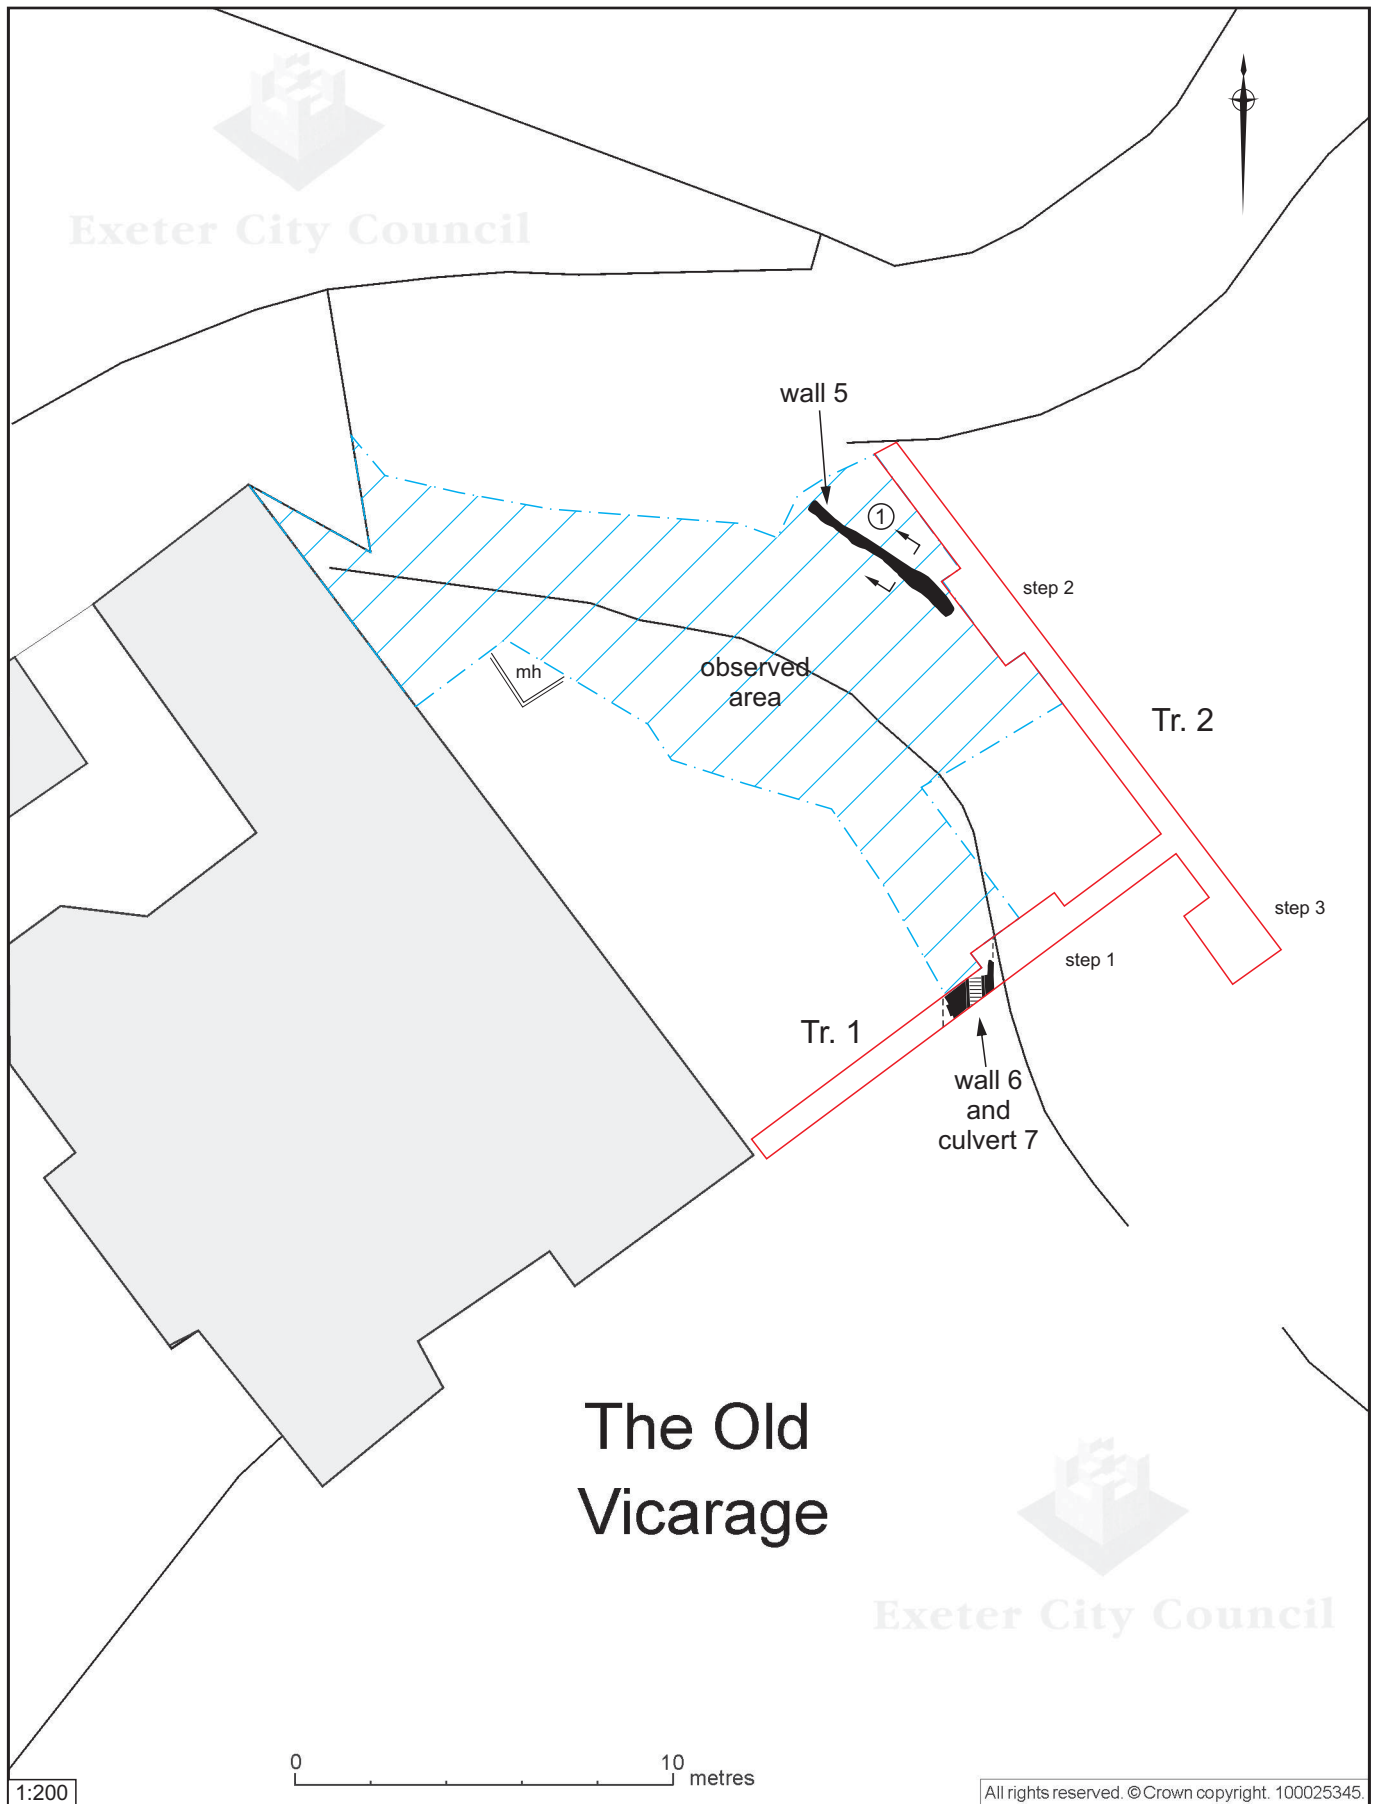 Exeter City Council
wall 5
1
step 2
observed
area
mh
Tr. 2
step 3
step 1
Tr. 1
wall 6
and
culvert 7
The Old
Vicarage
Exeter City Council
0 10 metres
1:200
All rights reserved. © Crown copyright. 100025345.